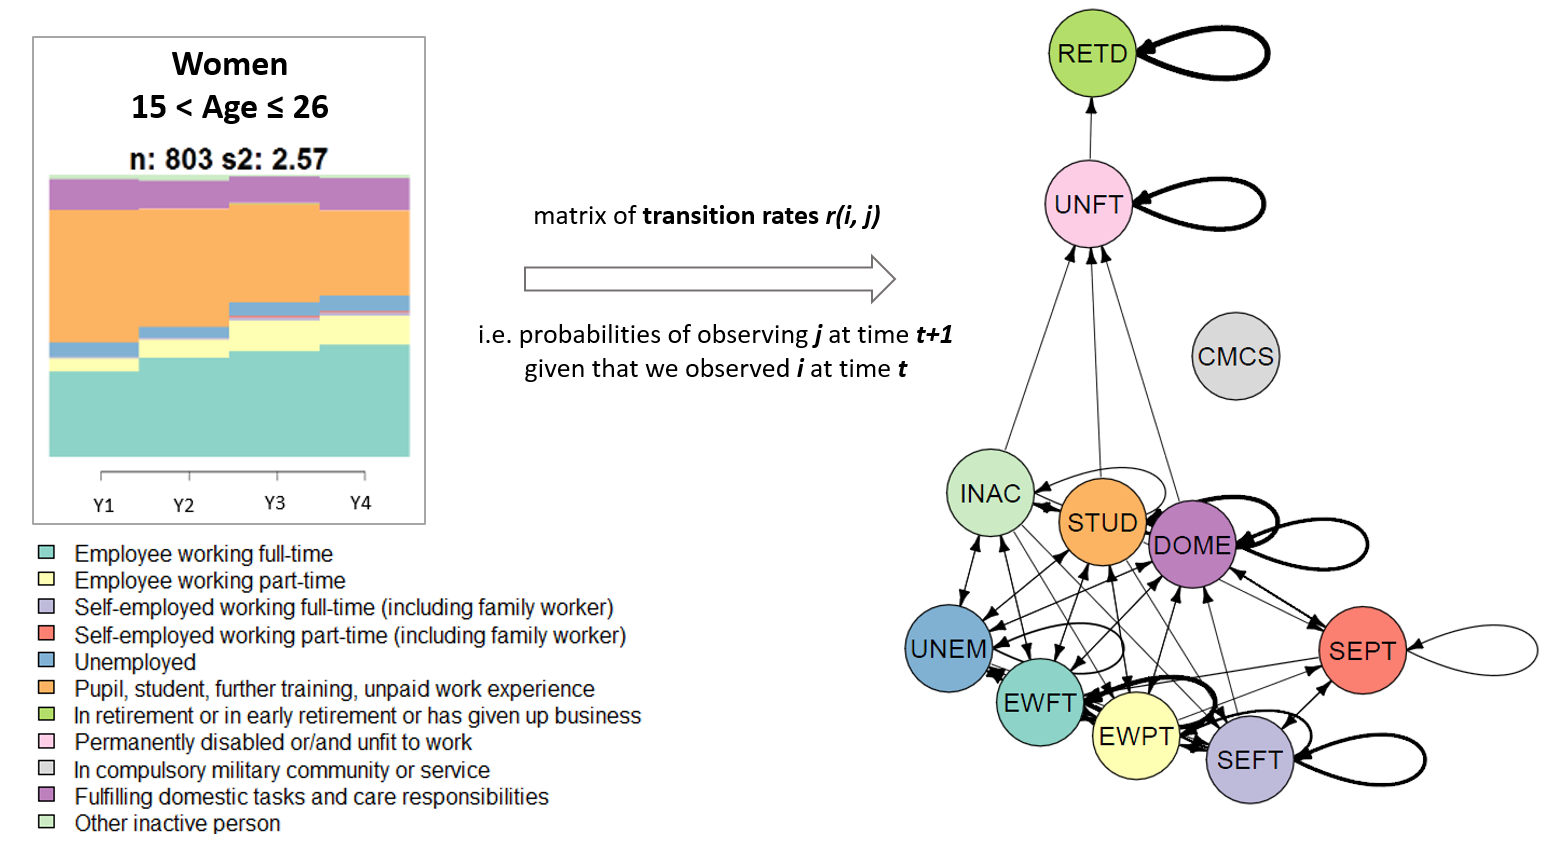 Women
15 < Age ≤ 26
n: 803 s2: 2.57
Y1 Y2 Y3 Y4
Employee working full-time
Employee working part-time
Self-employed working full-time (including family worker)
Self-employed working part-time (including family worker)
Unemployed
Pupil, student, further training, unpaid work experience
In retirement or in early retirement or has given up business
Permanently disabled or/and unfit to work
In compulsory military community or service
Fulfilling domestic tasks and care responsibilities
Other inactive person
matrix of transition rates r(i, j)
i.e. probabilities of observing j at time t+1
given that we observed i at time t
RETD
UNFT
CMCS
INAC
STUD
DOME
UNEM
EWFT
EWPT
SEFT
SEPT